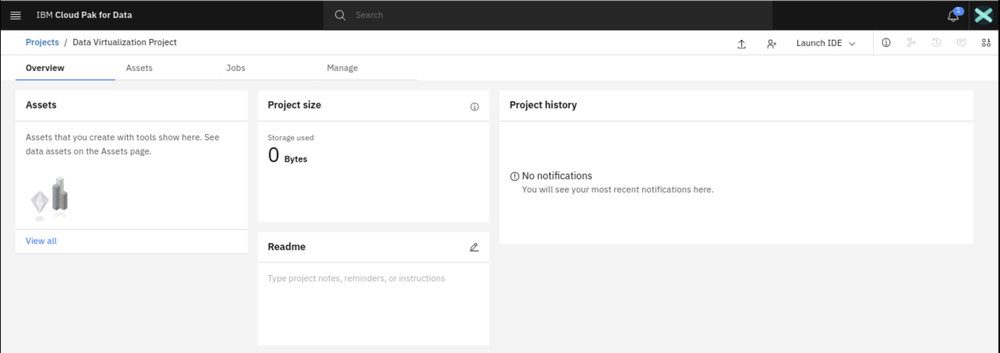 IBM Cloud Pak for Data
Search
1
Projects / Data Virtualization Project
Launch IDE
Overview
Assets
Jobs
Manage
Assets
Assets that you create with tools show here. See
data assets on the Assets page.
View all
Project size
Storage used
0 Bytes
Readme
Type project notes, reminders, or instructions
Project history
No notifications
You will see your most recent notifications here.